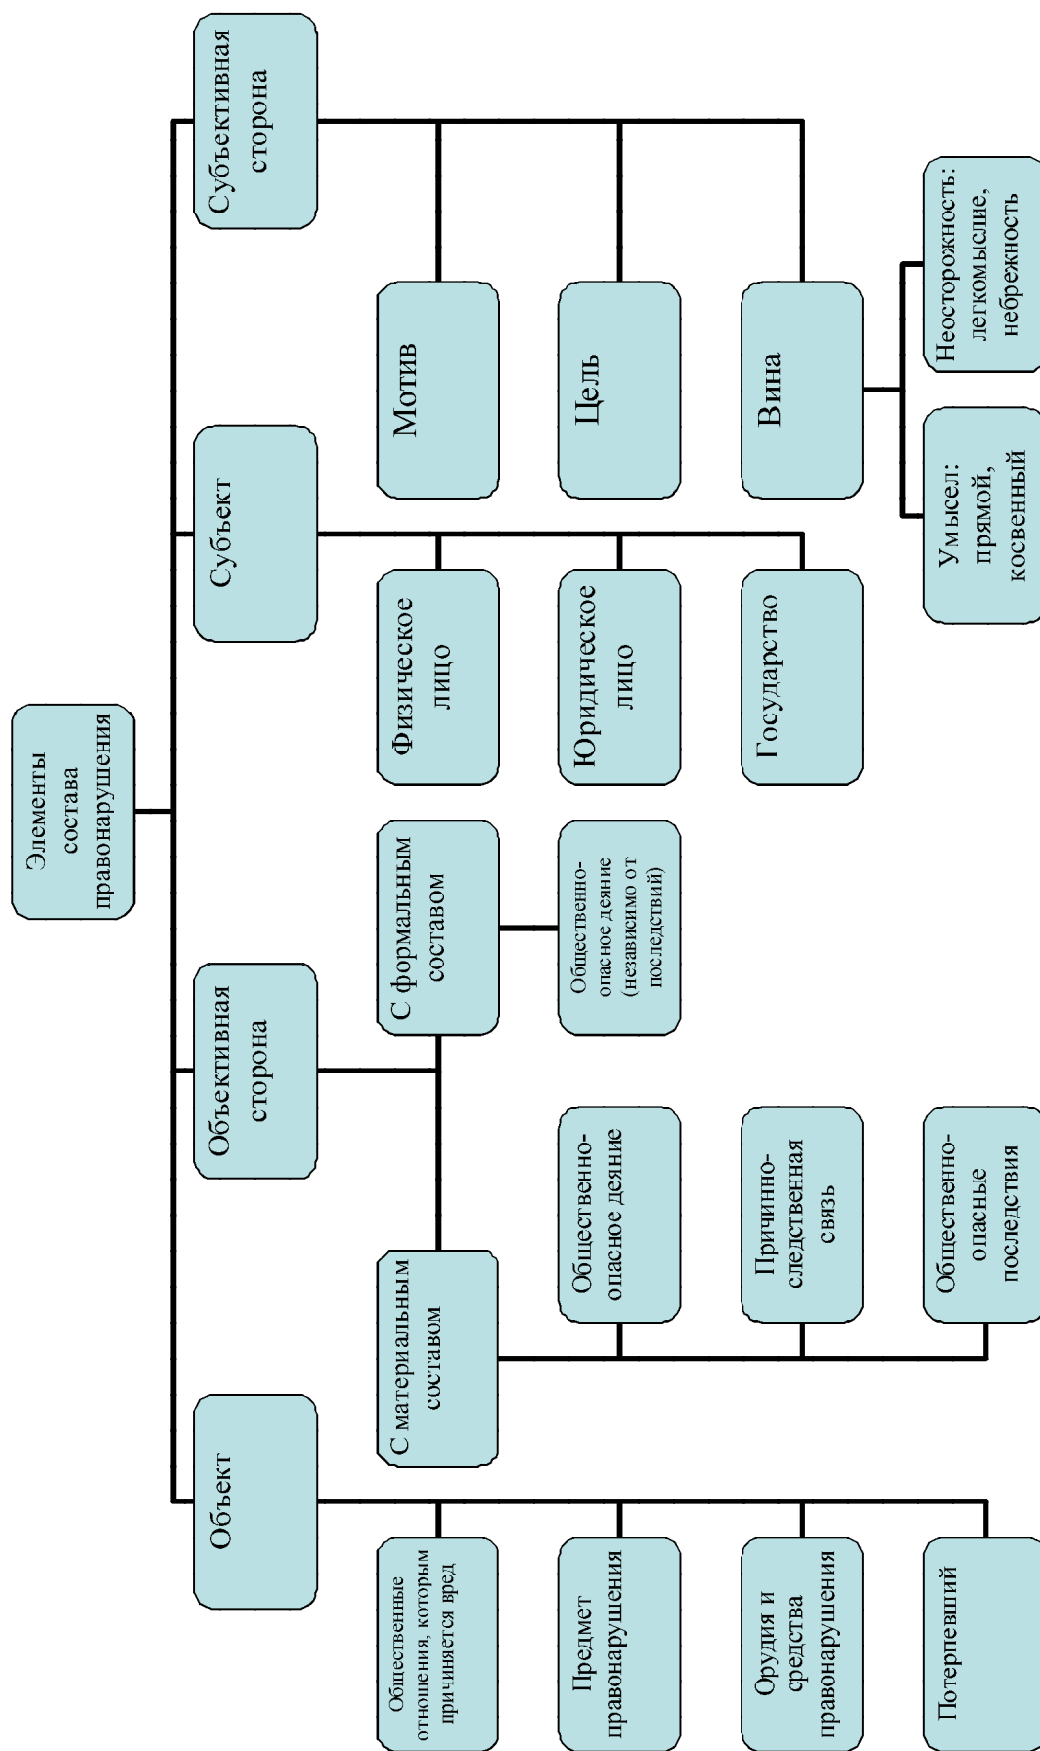 Элементы
состава
правонарушения
Объект
Объективная
сторона
Субъект
Субъективная
сторона
Общественные
отношения, которым
причиняется вред
Предмет
правонарушения
Орудия и
средства
правонарушения
Потерпевший
С материальным
составом
Общественно-
опасное деяние
Причинно-
следственная
связь
Общественно-
опасные
последствия
С формальным
составом
Общественно-
опасное деяние
(независимо от
последствий)
Физическое
лицо
Юридическое
лицо
Государство
Мотив
Цель
Вина
Умысел:
прямой,
косвенный
Неосторожность:
легкомыслие,
небрежность